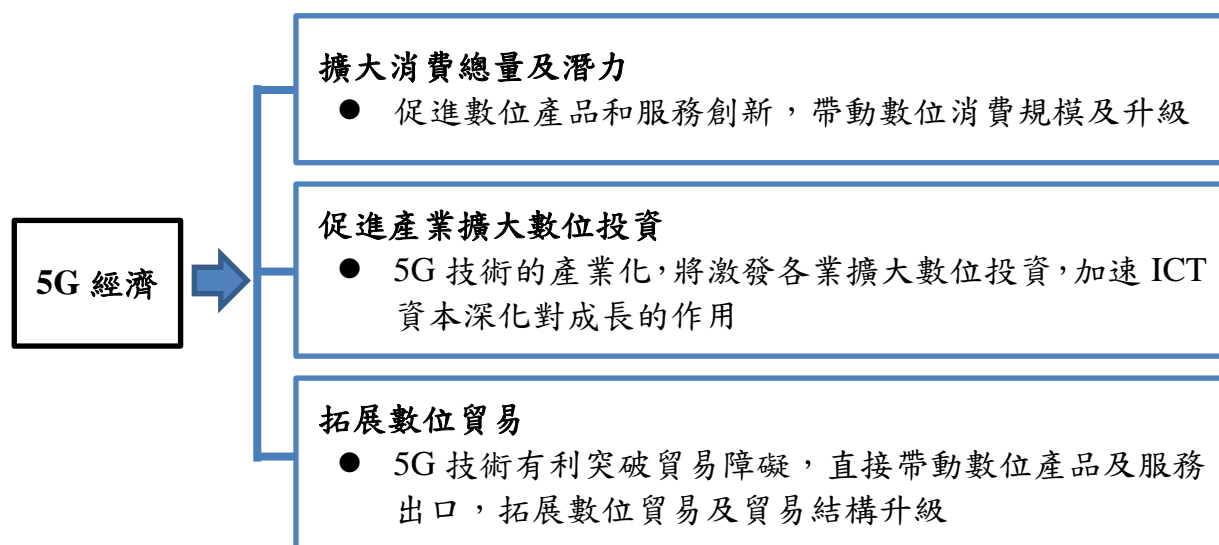 擴大消費總量及潛力
● 促進數位產品和服務創新，帶動數位消費規模及升級
5G 經濟
促進產業擴大數位投資
● 5G 技術的產業化，將激發各業擴大數位投資，加速 ICT
資本深化對成長的作用
拓展數位貿易
● 5G 技術有利突破貿易障礙，直接帶動數位產品及服務
出口，拓展數位貿易及貿易結構升級